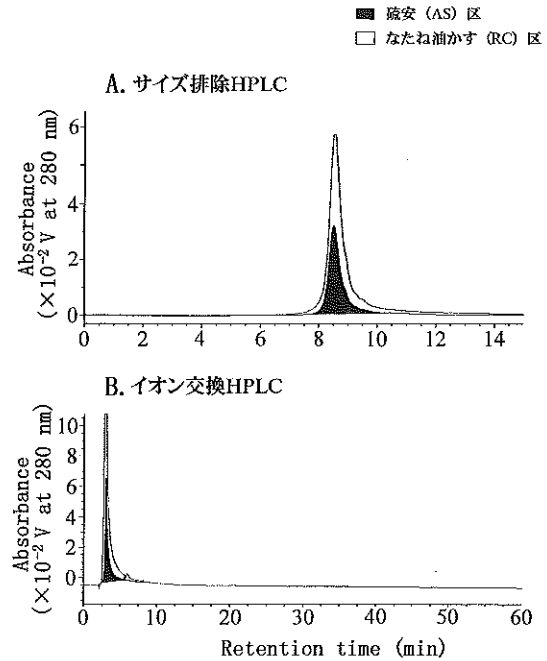 硫安 (AS) 区
なたね油かす (RC) 区
A. サイズ排除HPLC
Absorbance
(×10⁻² V at 280 nm)
6
4
2
0
0 2 4 6 8 10 12 14
B. イオン交換HPLC
Absorbance
(×10⁻² V at 280 nm)
10
8
6
4
2
0
0 10 20 30 40 50 60
Retention time (min)